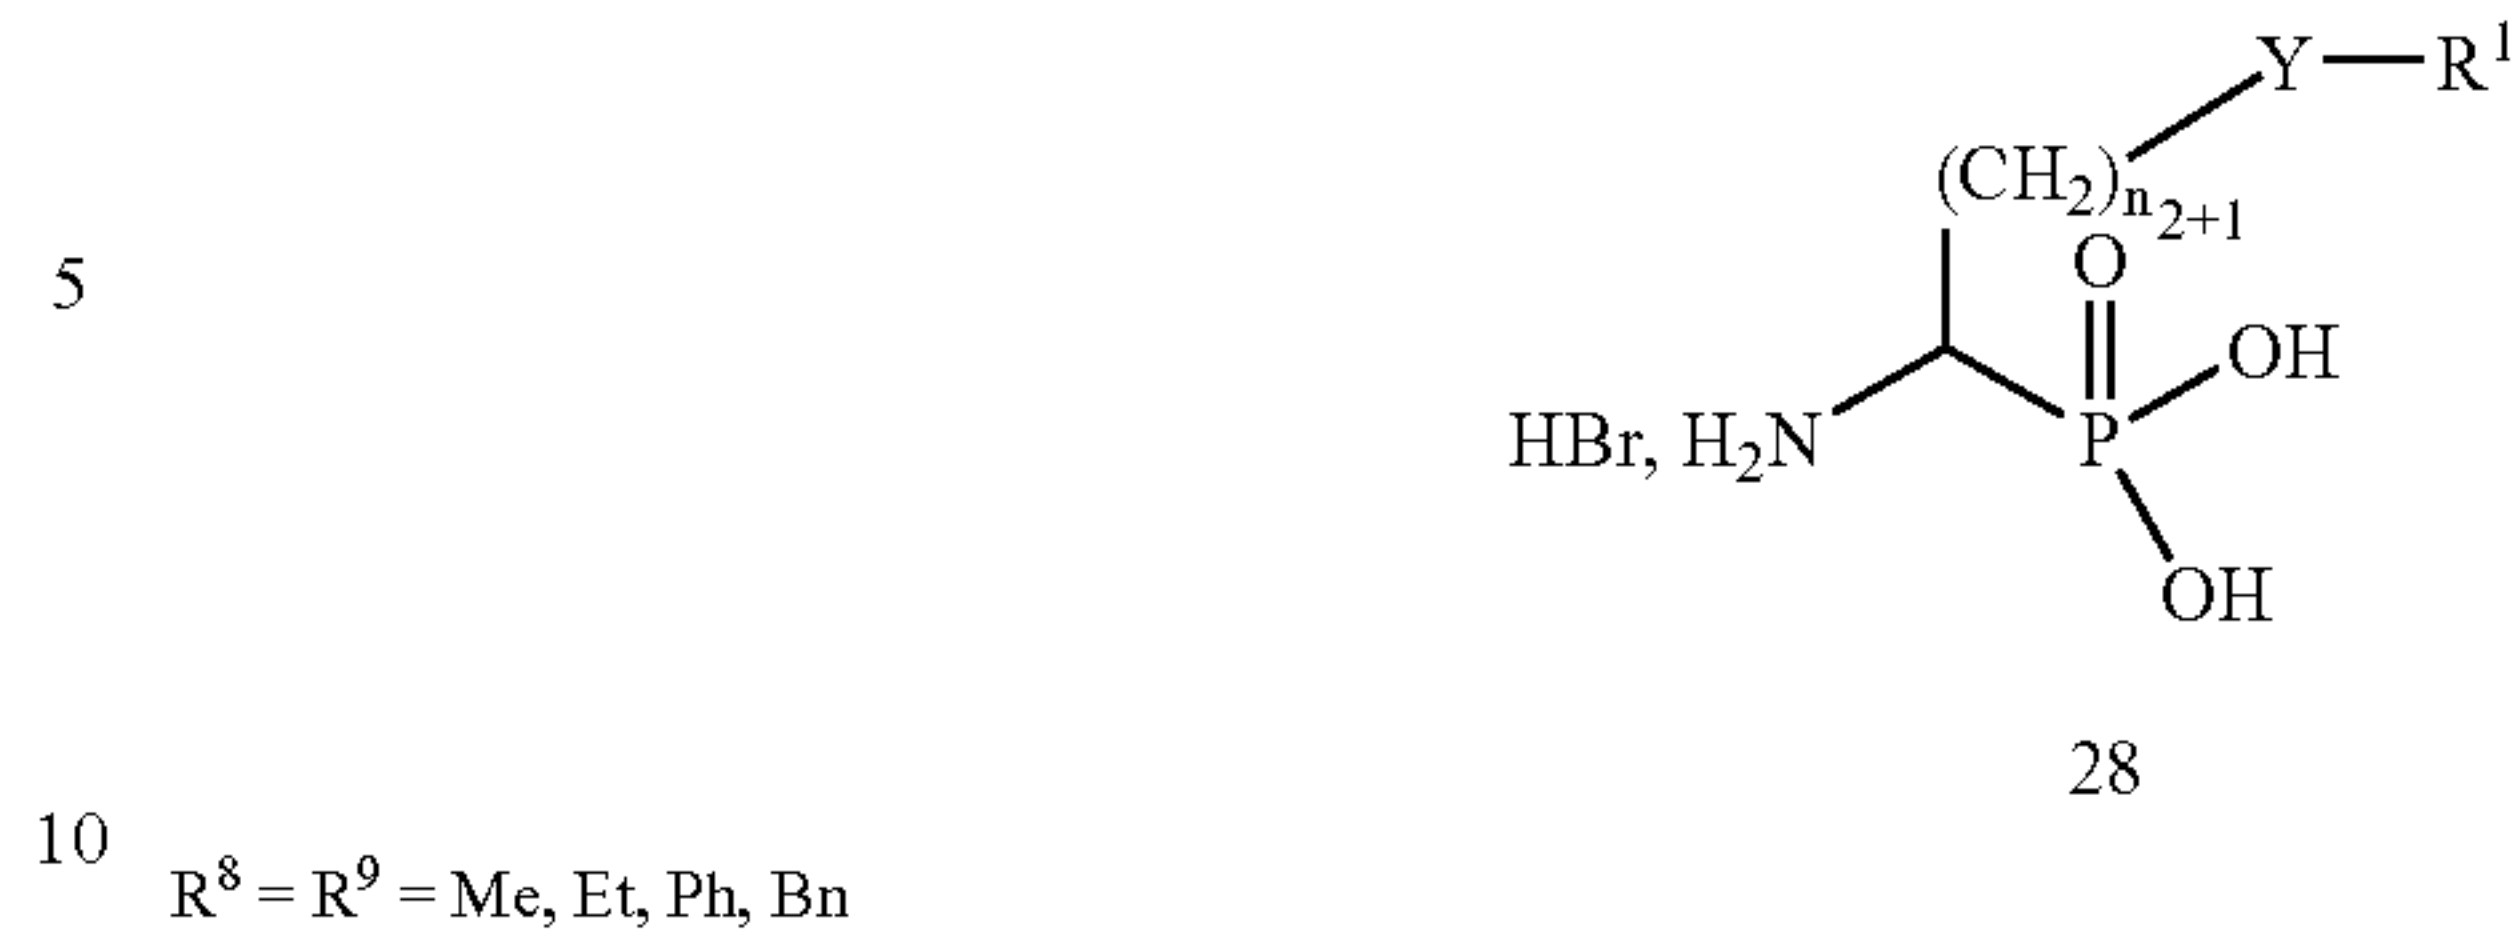 Y—R¹
(CH₂)ₙ₂₊₁
O
5
OH
HBr, H₂N
P
OH
28
10
R⁸ = R⁹ = Me, Et, Ph, Bn